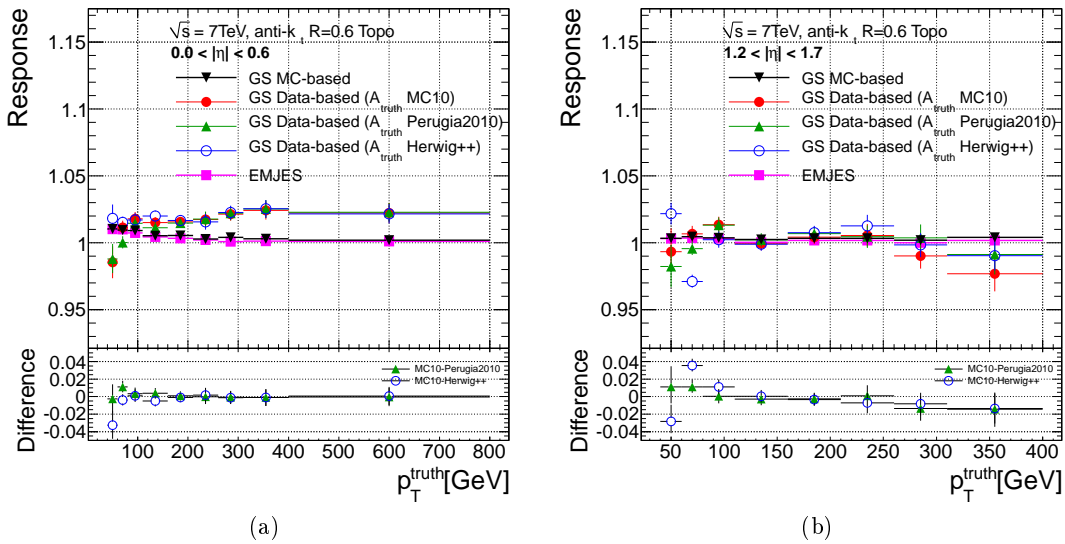 √s = 7TeV, anti-k_t R=0.6 Topo
0.0 < |η| < 0.6
GS MC-based
GS Data-based (A_truth MC10)
GS Data-based (A_truth Perugia2010)
GS Data-based (A_truth Herwig++)
EMJES
Response
1.15
1.1
1.05
1
0.95
Difference
0.04
0.02
0
-0.02
-0.04
MC10-Perugia2010
MC10-Herwig++
100 200 300 400 500 600 700 800
p_T^truth[GeV]
(a)
√s = 7TeV, anti-k_t R=0.6 Topo
1.2 < |η| < 1.7
GS MC-based
GS Data-based (A_truth MC10)
GS Data-based (A_truth Perugia2010)
GS Data-based (A_truth Herwig++)
EMJES
Response
1.15
1.1
1.05
1
0.95
Difference
0.04
0.02
0
-0.02
-0.04
MC10-Perugia2010
MC10-Herwig++
50 100 150 200 250 300 350 400
p_T^truth[GeV]
(b)